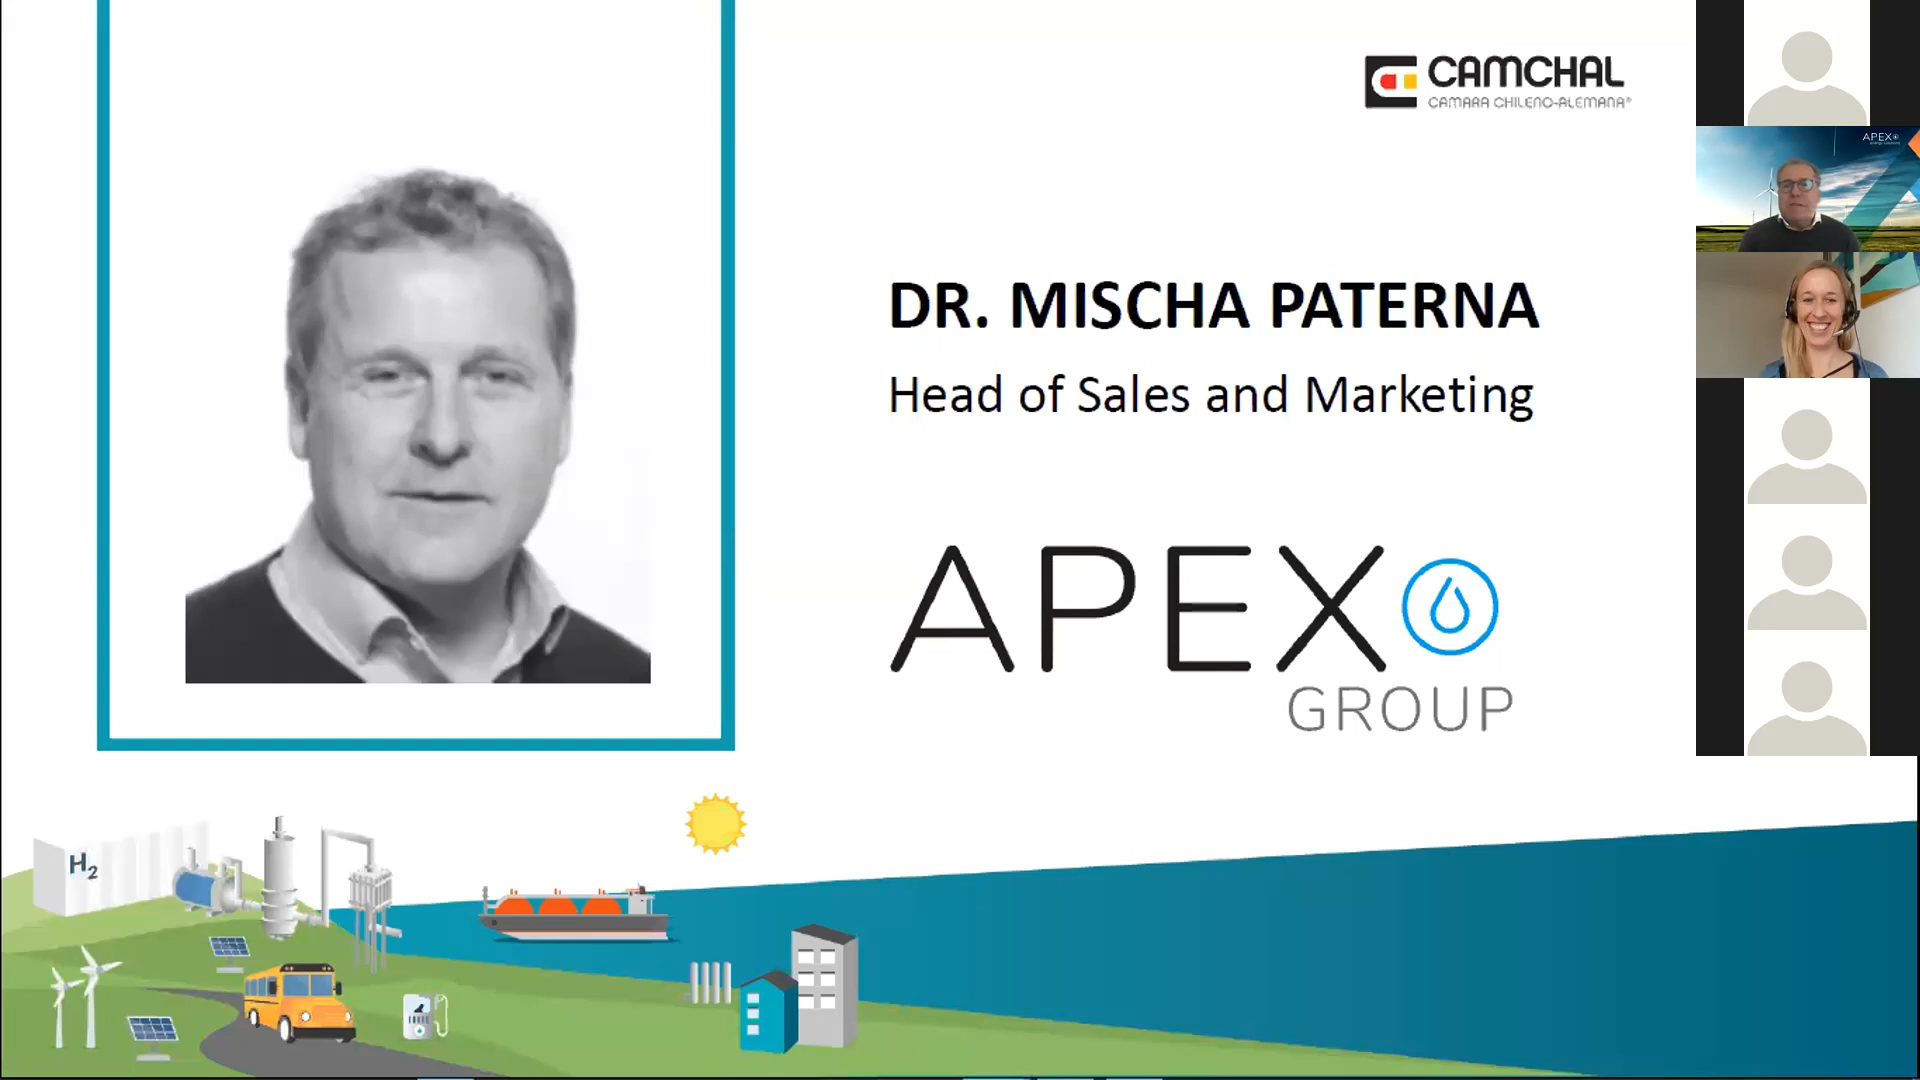 CAMCHAL
CAMARA CHILENO-ALEMANA®
APEX
DR. MISCHA PATERNA
Head of Sales and Marketing
APEX
GROUP
H2